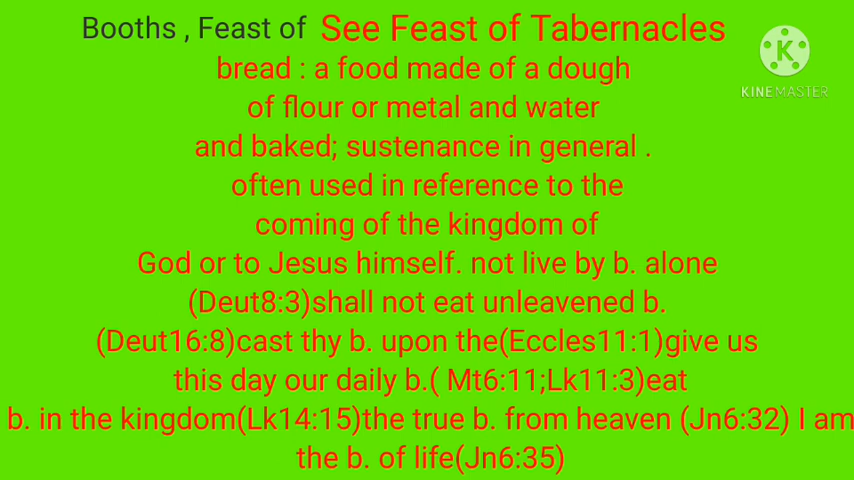 Booths , Feast of See Feast of Tabernacles
bread : a food made of a dough
of flour or metal and water
and baked; sustenance in general .
often used in reference to the
coming of the kingdom of
God or to Jesus himself. not live by b. alone
(Deut8:3)shall not eat unleavened b.
(Deut16:8)cast thy b. upon the(Eccles11:1)give us
this day our daily b.( Mt6:11;Lk11:3)eat
b. in the kingdom(Lk14:15)the true b. from heaven (Jn6:32) I am
the b. of life(Jn6:35)
K
KINEMASTER